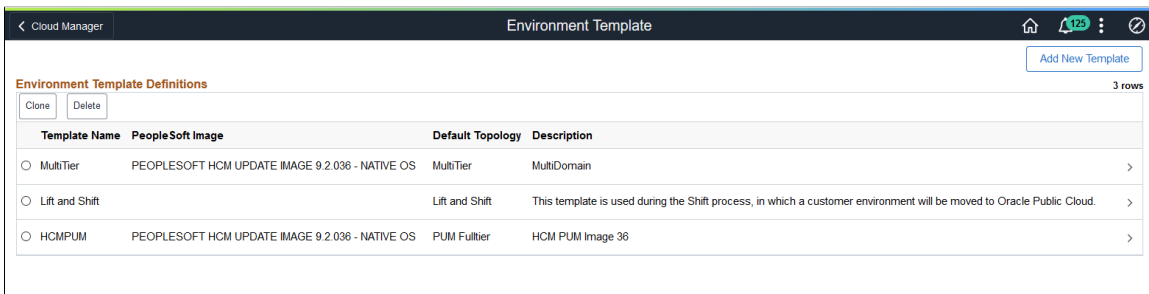 Cloud Manager
Environment Template
125
Add New Template
Environment Template Definitions
3 rows
Clone Delete
Template Name PeopleSoft Image Default Topology Description
MultiTier PEOPLESOFT HCM UPDATE IMAGE 9.2.036 - NATIVE OS MultiTier MultiDomain
Lift and Shift Lift and Shift This template is used during the Shift process, in which a customer environment will be moved to Oracle Public Cloud.
HCMPUM PEOPLESOFT HCM UPDATE IMAGE 9.2.036 - NATIVE OS PUM Fulltier HCM PUM Image 36